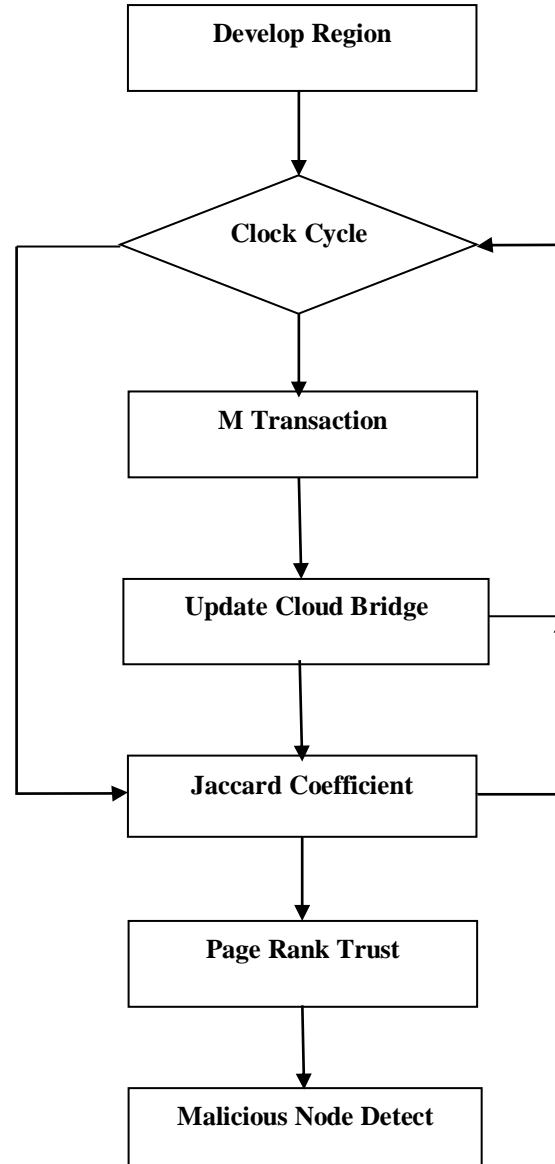 Develop Region
Clock Cycle
M Transaction
Update Cloud Bridge
Jaccard Coefficient
Page Rank Trust
Malicious Node Detect